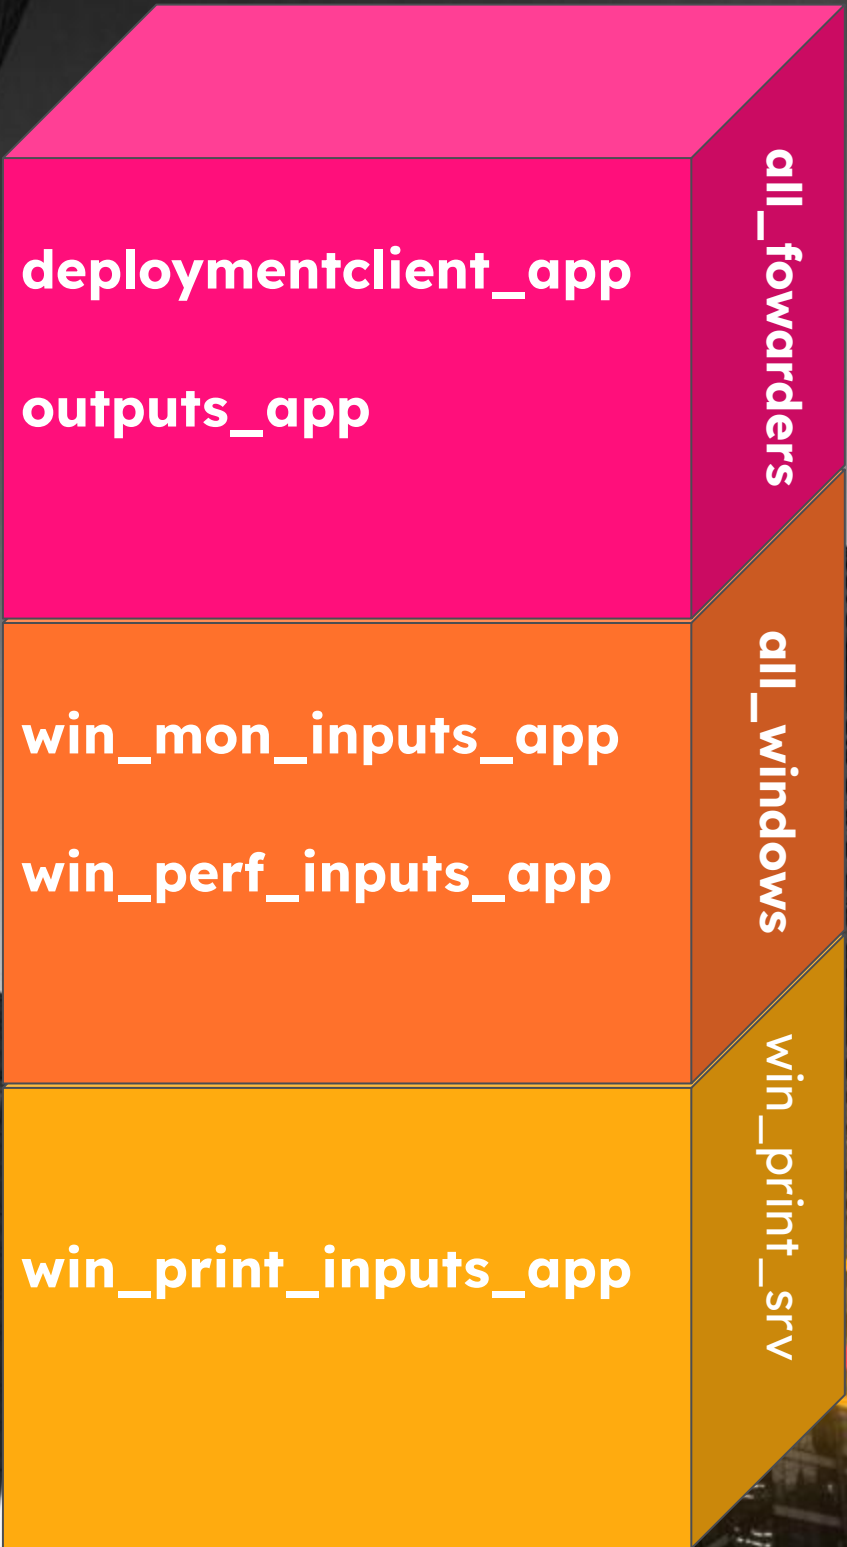 deploymentclient_app
outputs_app
all_fowarders
win_mon_inputs_app
win_perf_inputs_app
all_windows
win_print_inputs_app
win_print_srv